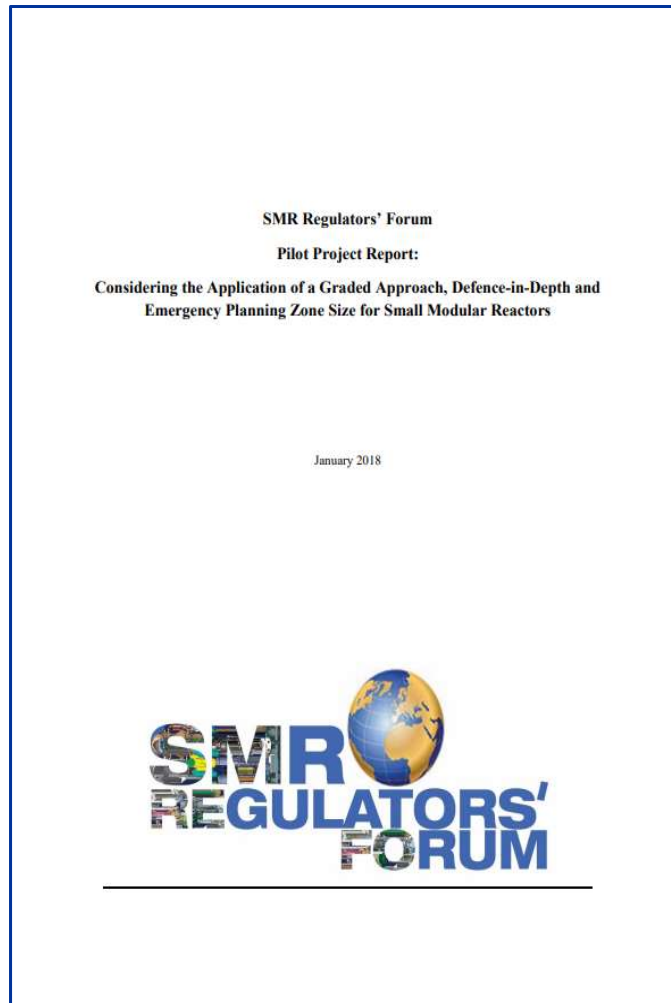 SMR Regulators' Forum
Pilot Project Report:
Considering the Application of a Graded Approach, Defence-in-Depth and
Emergency Planning Zone Size for Small Modular Reactors
January 2018
SMR
REGULATORS'
FORUM